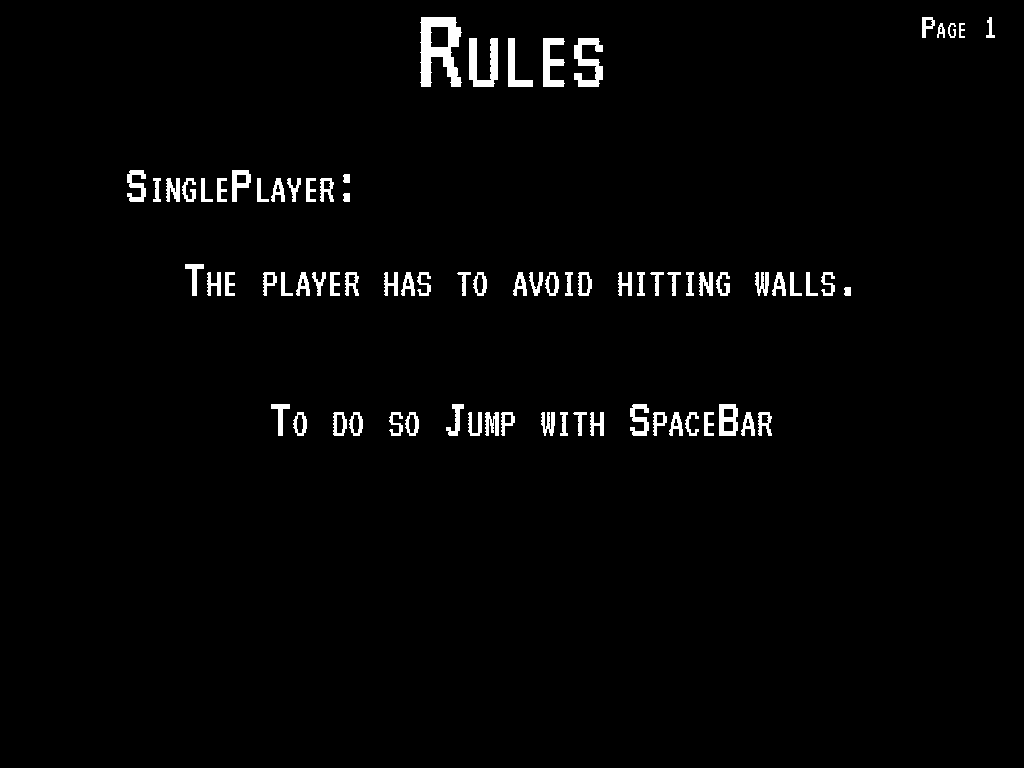 Rules
Page 1
SinglePlayer:
The player has to avoid hitting walls.
To do so Jump with SpaceBar